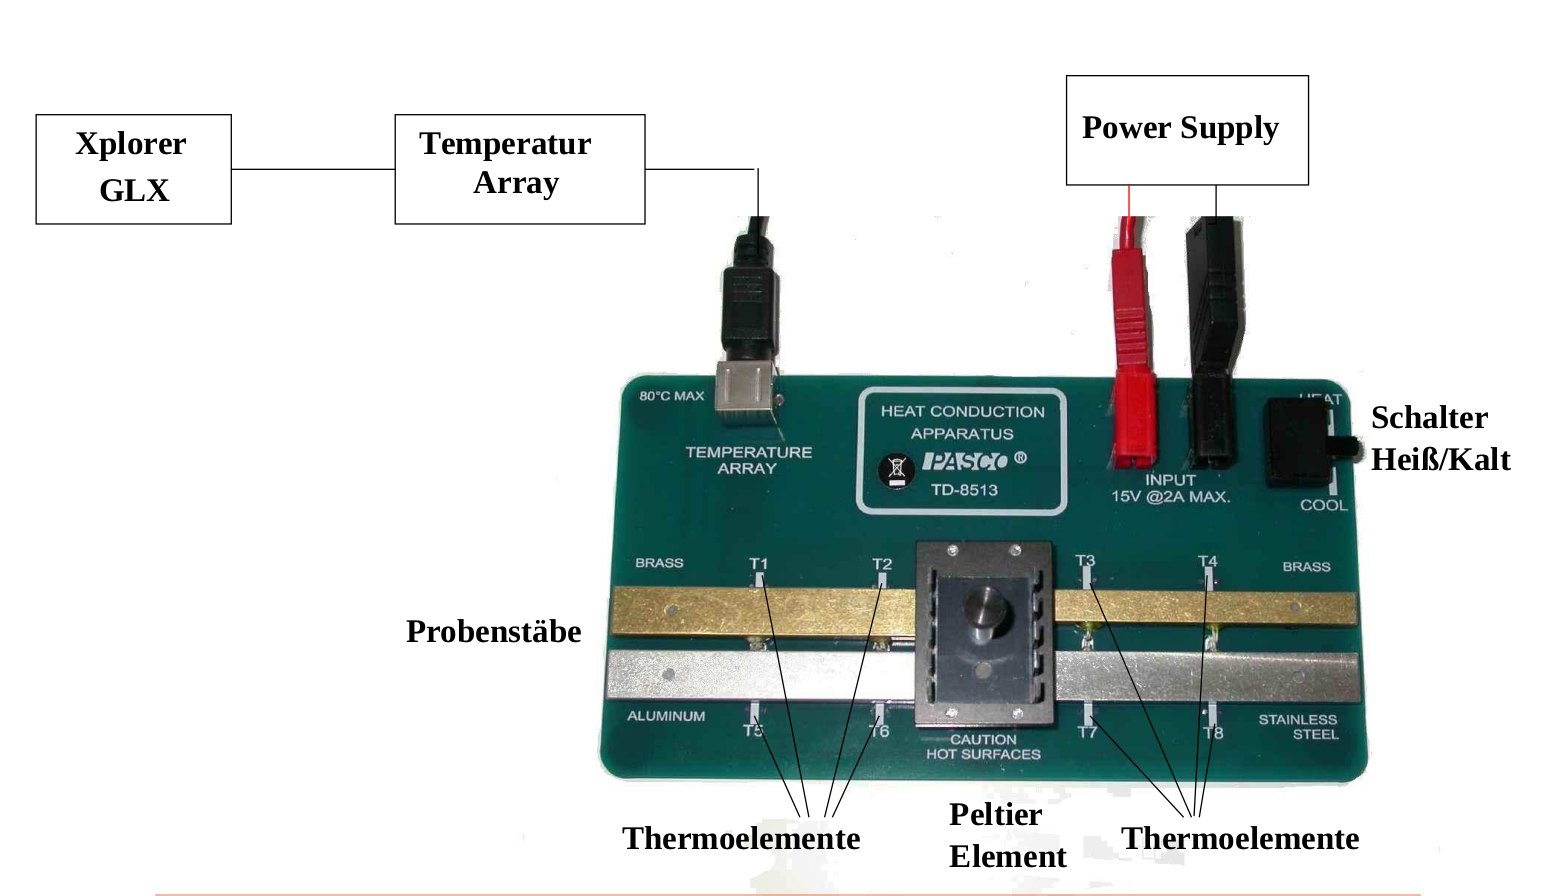 Xplorer
GLX
Temperatur
Array
Power Supply
80°C MAX
TEMPERATURE
ARRAY
HEAT CONDUCTION
APPARATUS
PASCO®
TD-8513
INPUT
15V @2A MAX.
HEAT
COOL
Schalter
Heiß/Kalt
BRASS
T1
T2
T3
T4
BRASS
Probenstäbe
ALUMINUM
T5
T6
T7
T8
STAINLESS
STEEL
CAUTION
HOT SURFACES
Thermoelemente
Peltier
Element
Thermoelemente